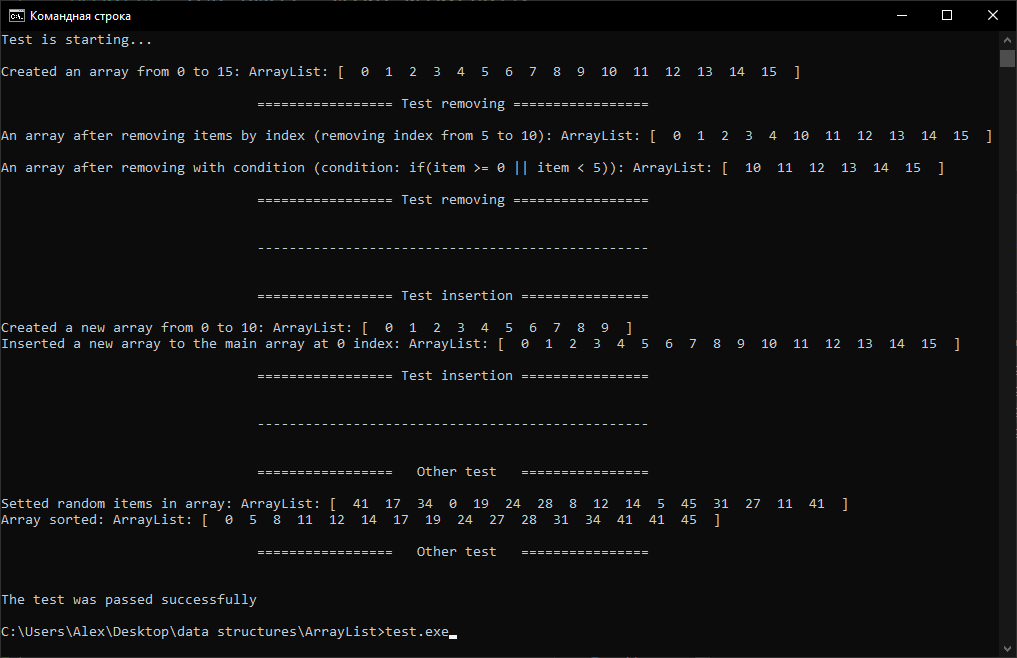 Командная строка
Test is starting...
Created an array from 0 to 15: ArrayList: [  0  1  2  3  4  5  6  7  8  9  10  11  12  13  14  15  ]
================= Test removing =================
An array after removing items by index (removing index from 5 to 10): ArrayList: [  0  1  2  3  4  10  11  12  13  14  15  ]
An array after removing with condition (condition: if(item >= 0 || item < 5)): ArrayList: [  10  11  12  13  14  15  ]
================= Test removing =================
-------------------------------------------------
================= Test insertion ================
Created a new array from 0 to 10: ArrayList: [  0  1  2  3  4  5  6  7  8  9  ]
Inserted a new array to the main array at 0 index: ArrayList: [  0  1  2  3  4  5  6  7  8  9  10  11  12  13  14  15  ]
================= Test insertion ================
-------------------------------------------------
=================   Other test   ================
Setted random items in array: ArrayList: [  41  17  34  0  19  24  28  8  12  14  5  45  31  27  11  41  ]
Array sorted: ArrayList: [  0  5  8  11  12  14  17  19  24  27  28  31  34  41  41  45  ]
=================   Other test   ================
The test was passed successfully
C:\Users\Alex\Desktop\data structures\ArrayList>test.exe